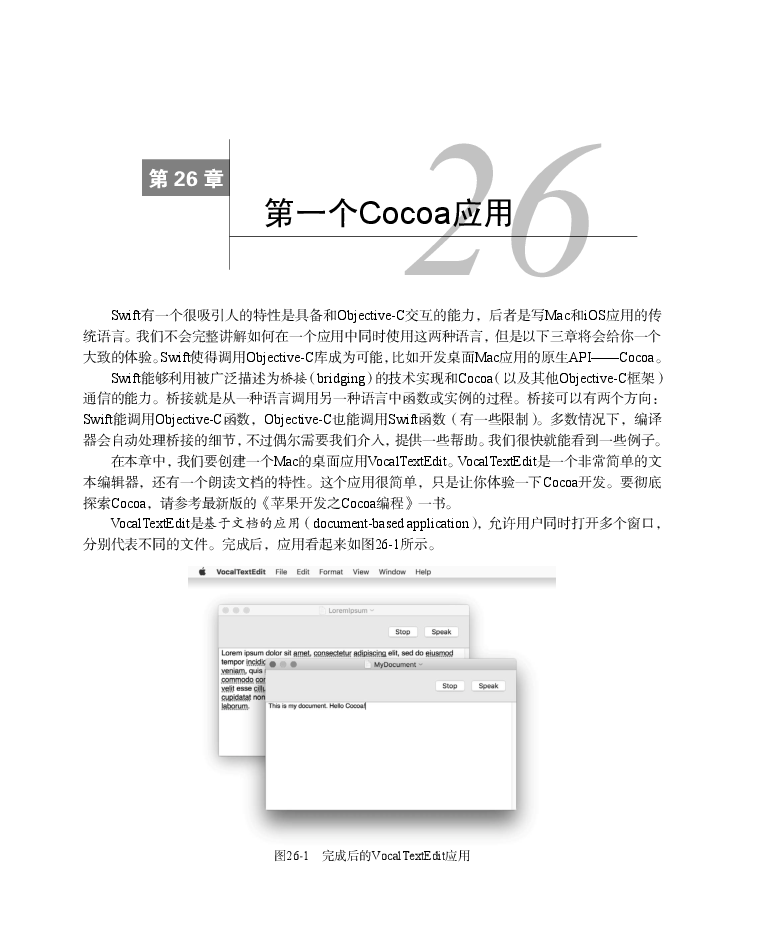 第 26 章
26
第一个Cocoa应用
Swift有一个很吸引人的特性是具备和Objective-C交互的能力，后者是写Mac和iOS应用的传
统语言。我们不会完整讲解如何在一个应用中同时使用这两种语言，但是以下三章将会给你一个
大致的体验。Swift使得调用Objective-C库成为可能，比如开发桌面Mac应用的原生API——Cocoa。
Swift能够利用被广泛描述为桥接（bridging）的技术实现和Cocoa（以及其他Objective-C框架）
通信的能力。桥接就是从一种语言调用另一种语言中函数或实例的过程。桥接可以有两个方向：
Swift能调用Objective-C函数，Objective-C也能调用Swift函数（有一些限制）。多数情况下，编译
器会自动处理桥接的细节，不过偶尔需要我们介入，提供一些帮助。我们很快就能看到一些例子。
在本章中，我们要创建一个Mac的桌面应用VocalTextEdit。VocalTextEdit是一个非常简单的文
本编辑器，还有一个朗读文档的特性。这个应用很简单，只是让你体验一下Cocoa开发。要彻底
探索Cocoa，请参考最新版的《苹果开发之Cocoa编程》一书。
VocalTextEdit是基于文档的应用（document-based application），允许用户同时打开多个窗口，
分别代表不同的文件。完成后，应用看起来如图26-1所示。
VocalTextEdit File Edit Format View Window Help
LoremIpsum
Stop Speak
Lorem ipsum dolor sit amet, consectetur adipiscing elit, sed do eiusmod
tempor
veniam, quis
commodo
velit esse
cupidatat non
laborum.
MyDocument
Stop Speak
This is my document. Hello Cocoa!
图26-1 完成后的VocalTextEdit应用